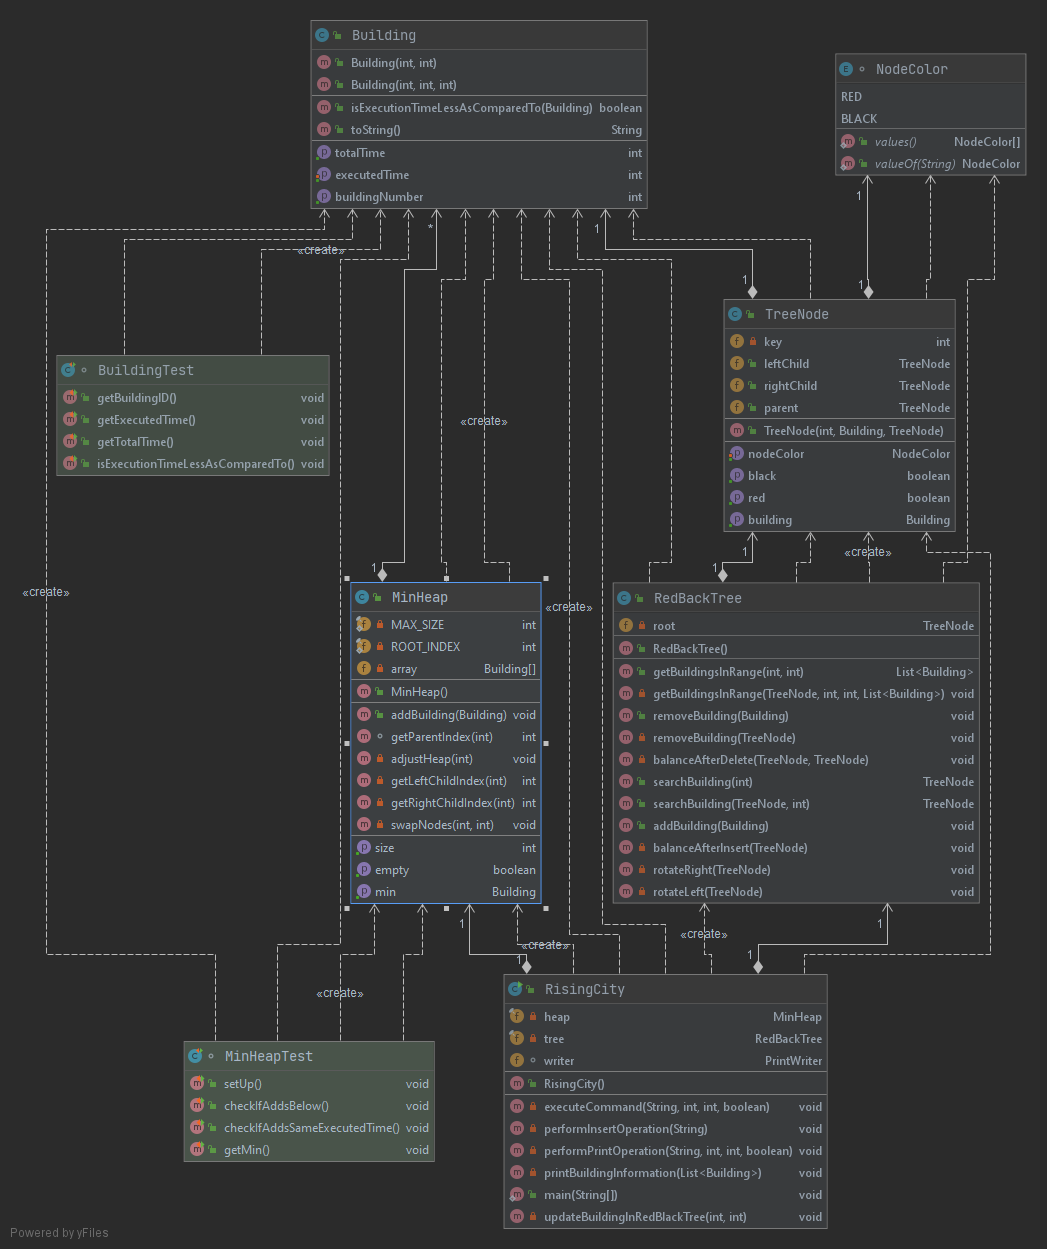 Building
Building(int, int)
Building(int, int, int)
isExecutionTimeLessAsComparedTo(Building) boolean
toString() String
totalTime int
executedTime int
buildingNumber int
NodeColor
RED
BLACK
values() NodeColor[]
valueOf(String) NodeColor
1
*
1
«create»
1
1
TreeNode
key int
leftChild TreeNode
rightChild TreeNode
parent TreeNode
TreeNode(int, Building, TreeNode)
nodeColor NodeColor
black boolean
red boolean
building Building
BuildingTest
getBuildingID() void
getExecutedTime() void
getTotalTime() void
isExecutionTimeLessAsComparedTo() void
«create»
1
«create»
1
1
«create»
«create»
MinHeap
MAX_SIZE int
ROOT_INDEX int
array Building[]
MinHeap()
addBuilding(Building) void
getParentIndex(int) int
adjustHeap(int) void
getLeftChildIndex(int) int
getRightChildIndex(int) int
swapNodes(int, int) void
size int
empty boolean
min Building
RedBackTree
root TreeNode
RedBackTree()
getBuildingsInRange(int, int) List<Building>
getBuildingsInRange(TreeNode, int, int, List<Building>) void
removeBuilding(Building) void
removeBuilding(TreeNode) void
balanceAfterDelete(TreeNode, TreeNode) void
searchBuilding(int) TreeNode
searchBuilding(TreeNode, int) TreeNode
addBuilding(Building) void
balanceAfterInsert(TreeNode) void
rotateRight(TreeNode) void
rotateLeft(TreeNode) void
1
1
«create»
«create»
1
1
«create»
RisingCity
heap MinHeap
tree RedBackTree
writer PrintWriter
RisingCity()
executeCommand(String, int, int, boolean) void
performInsertOperation(String) void
performPrintOperation(String, int, int, boolean) void
printBuildingInformation(List<Building>) void
main(String[]) void
updateBuildingInRedBlackTree(int, int) void
MinHeapTest
setUp() void
checkIfAddsBelow() void
checkIfAddsSameExecutedTime() void
getMin() void
Powered by yFiles